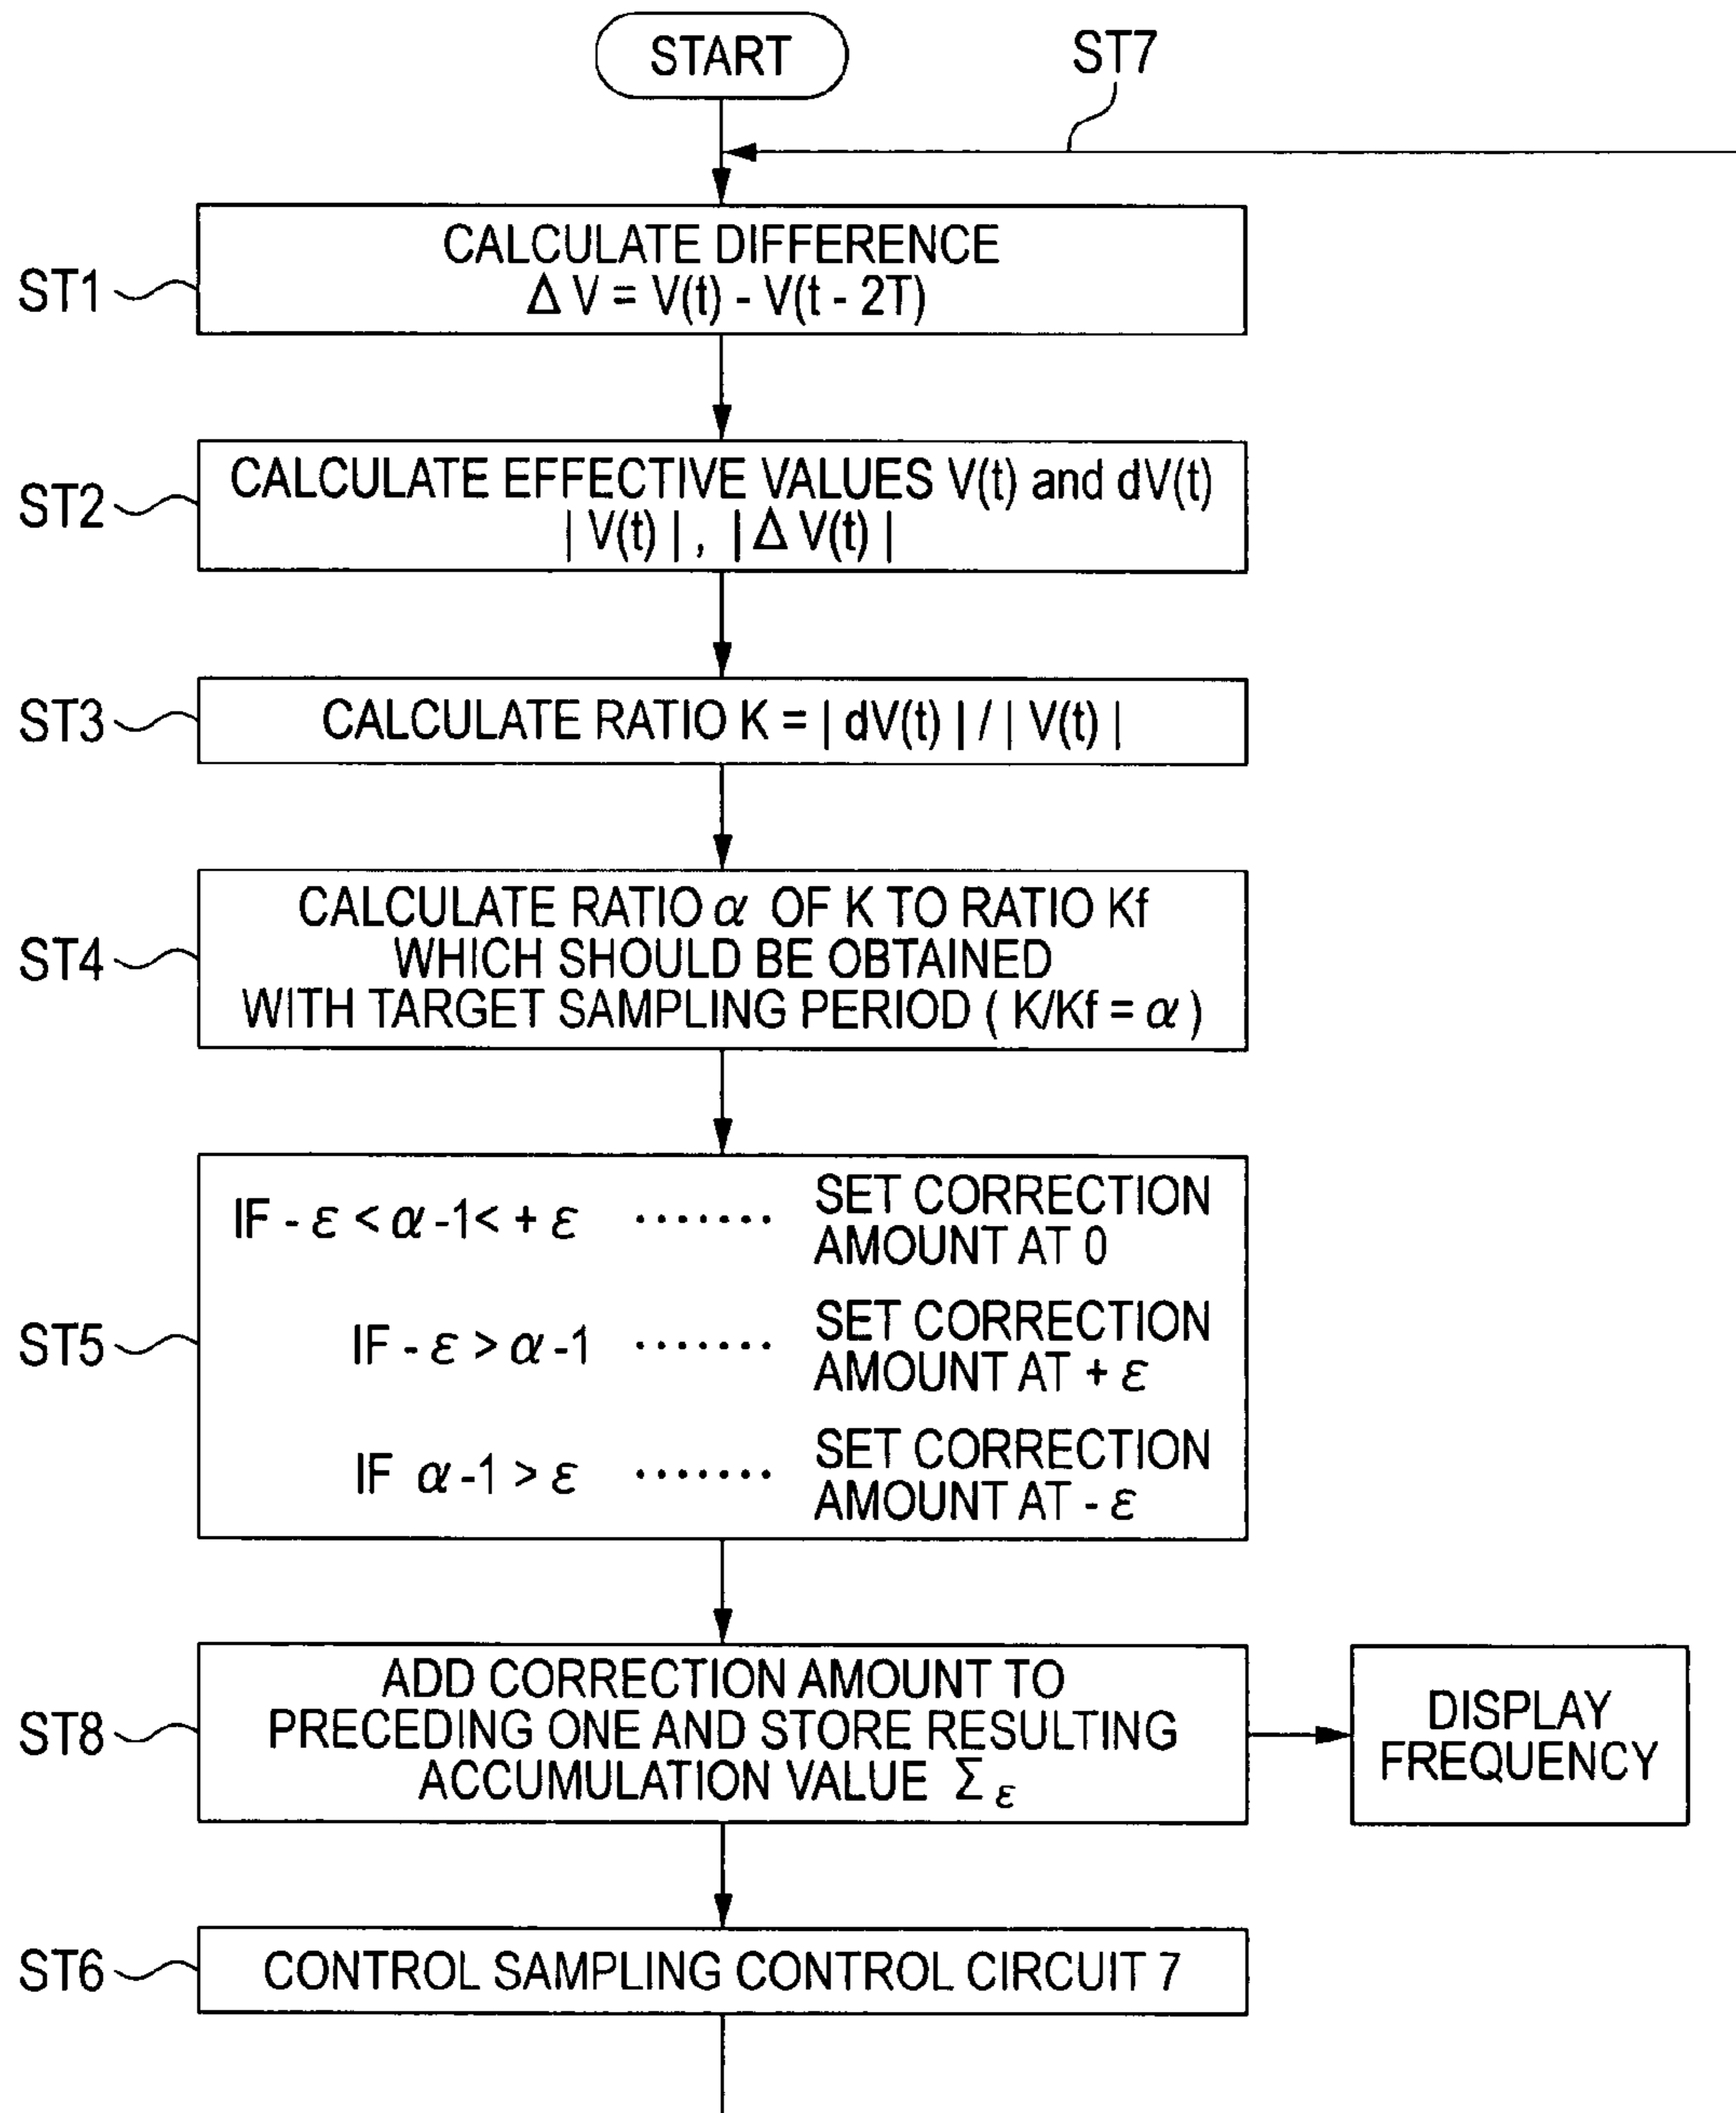 START
ST7
ST1
CALCULATE DIFFERENCE
Δ V = V(t) - V(t - 2T)
ST2
CALCULATE EFFECTIVE VALUES V(t) and dV(t)
| V(t) | , | Δ V(t) |
ST3
CALCULATE RATIO K = | dV(t) | / | V(t) |
ST4
CALCULATE RATIO α OF K TO RATIO Kf
WHICH SHOULD BE OBTAINED
WITH TARGET SAMPLING PERIOD ( K/Kf = α )
ST5
IF - ε < α -1< + ε ······· SET CORRECTION
AMOUNT AT 0
IF - ε > α -1 ······· SET CORRECTION
AMOUNT AT + ε
IF α -1 > ε ······· SET CORRECTION
AMOUNT AT - ε
ST8
ADD CORRECTION AMOUNT TO
PRECEDING ONE AND STORE RESULTING
ACCUMULATION VALUE Σ ε
DISPLAY
FREQUENCY
ST6
CONTROL SAMPLING CONTROL CIRCUIT 7